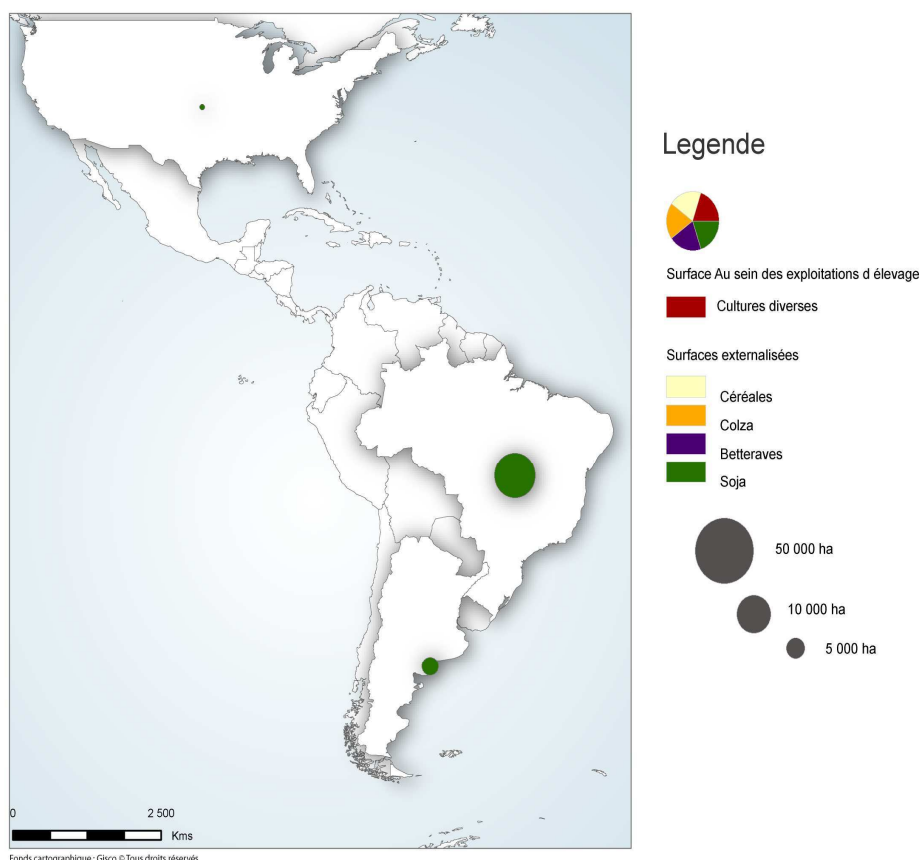 Legende
Surface Au sein des exploitations d élevage
Cultures diverses
Surfaces externalisées
Céréales
Colza
Betteraves
Soja
50 000 ha
10 000 ha
5 000 ha
0 2 500
Kms
Fonds cartographique : Gisco © Tous droits réservés